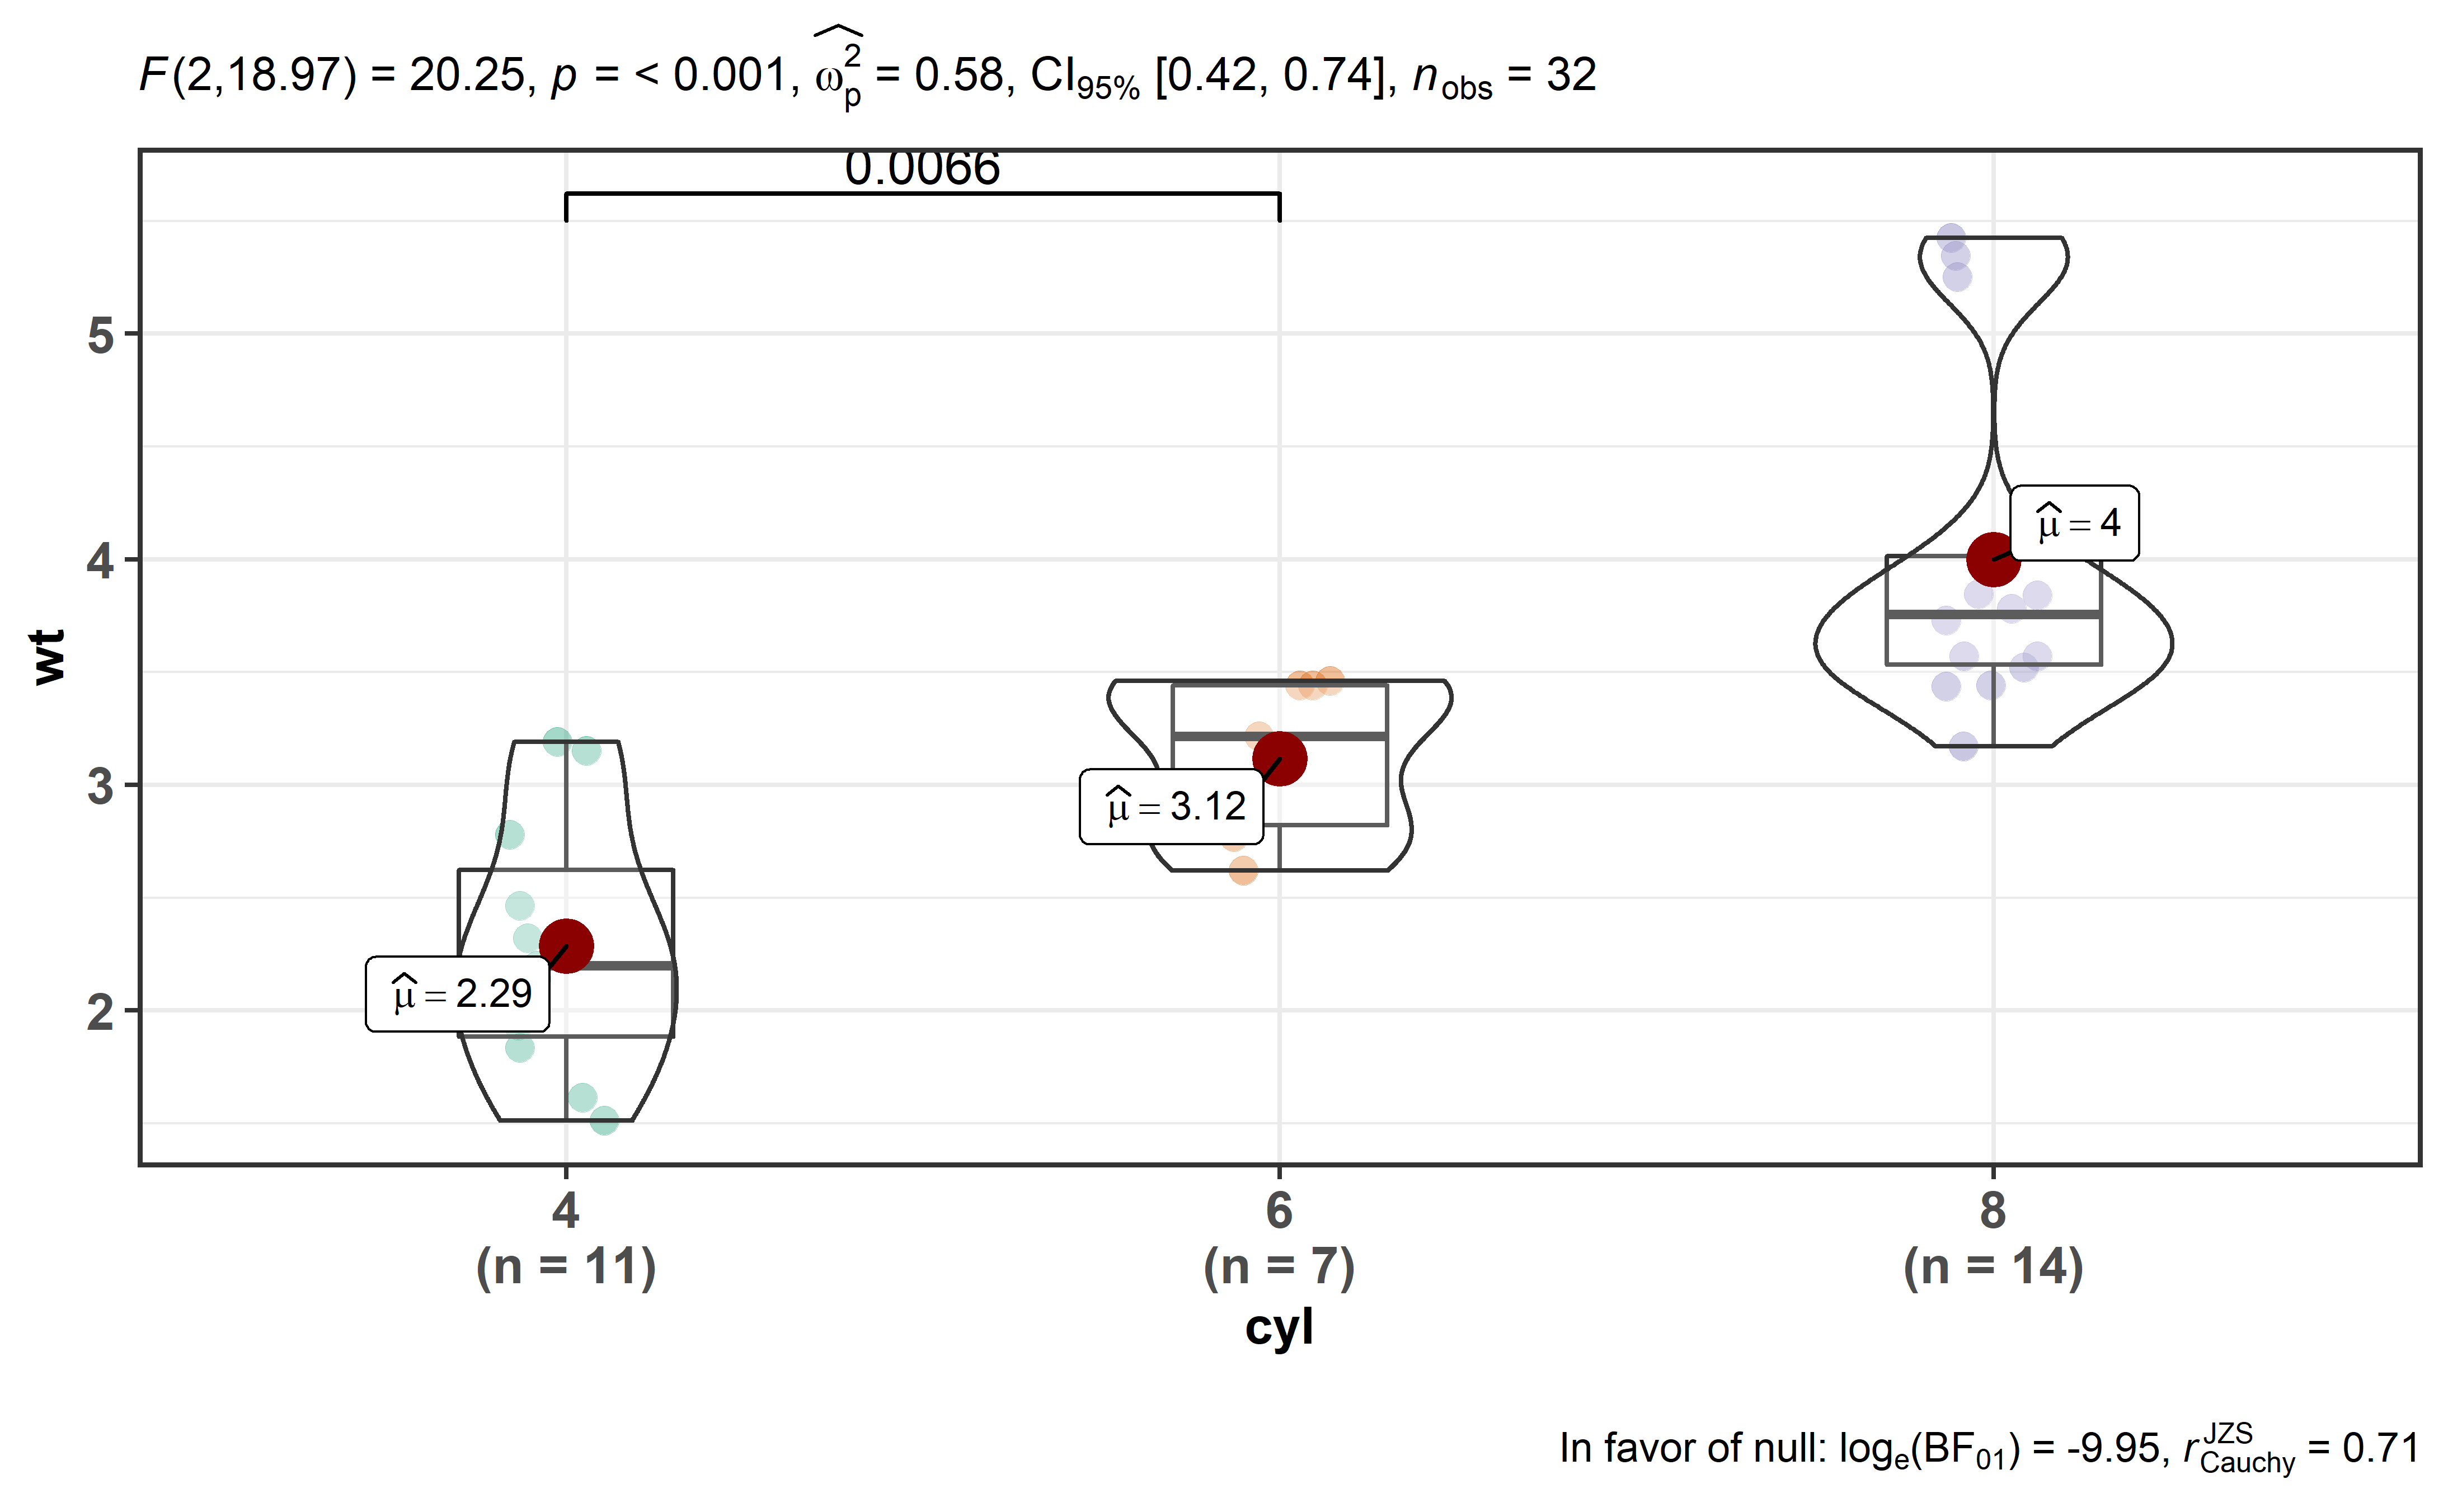 F(2,18.97) = 20.25, p = < 0.001, ω̂²ₚ = 0.58, CI95% [0.42, 0.74], nobs = 32
0.0066
5
4
3
2
wt
μ̂ = 4
μ̂ = 3.12
μ̂ = 2.29
4
(n = 11)
6
(n = 7)
8
(n = 14)
cyl
In favor of null: loge(BF01) = -9.95, r JZS Cauchy = 0.71